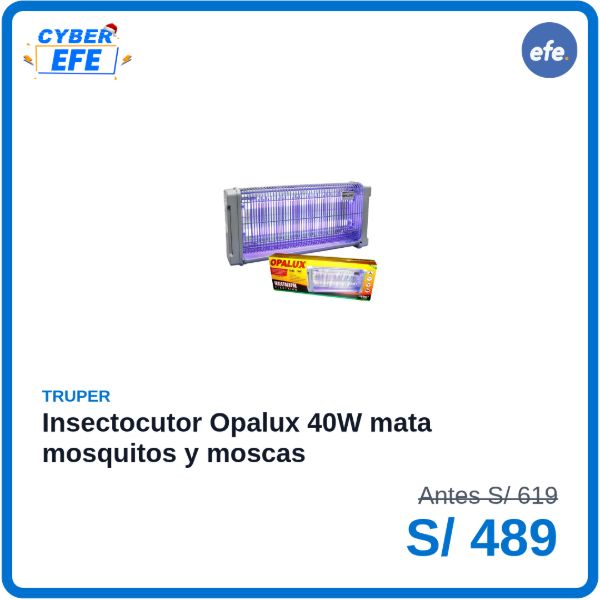 CYBER
EFE
efe.
OPALUX
TRUPER
Insectocutor Opalux 40W mata
mosquitos y moscas
Antes S/ 619
S/ 489